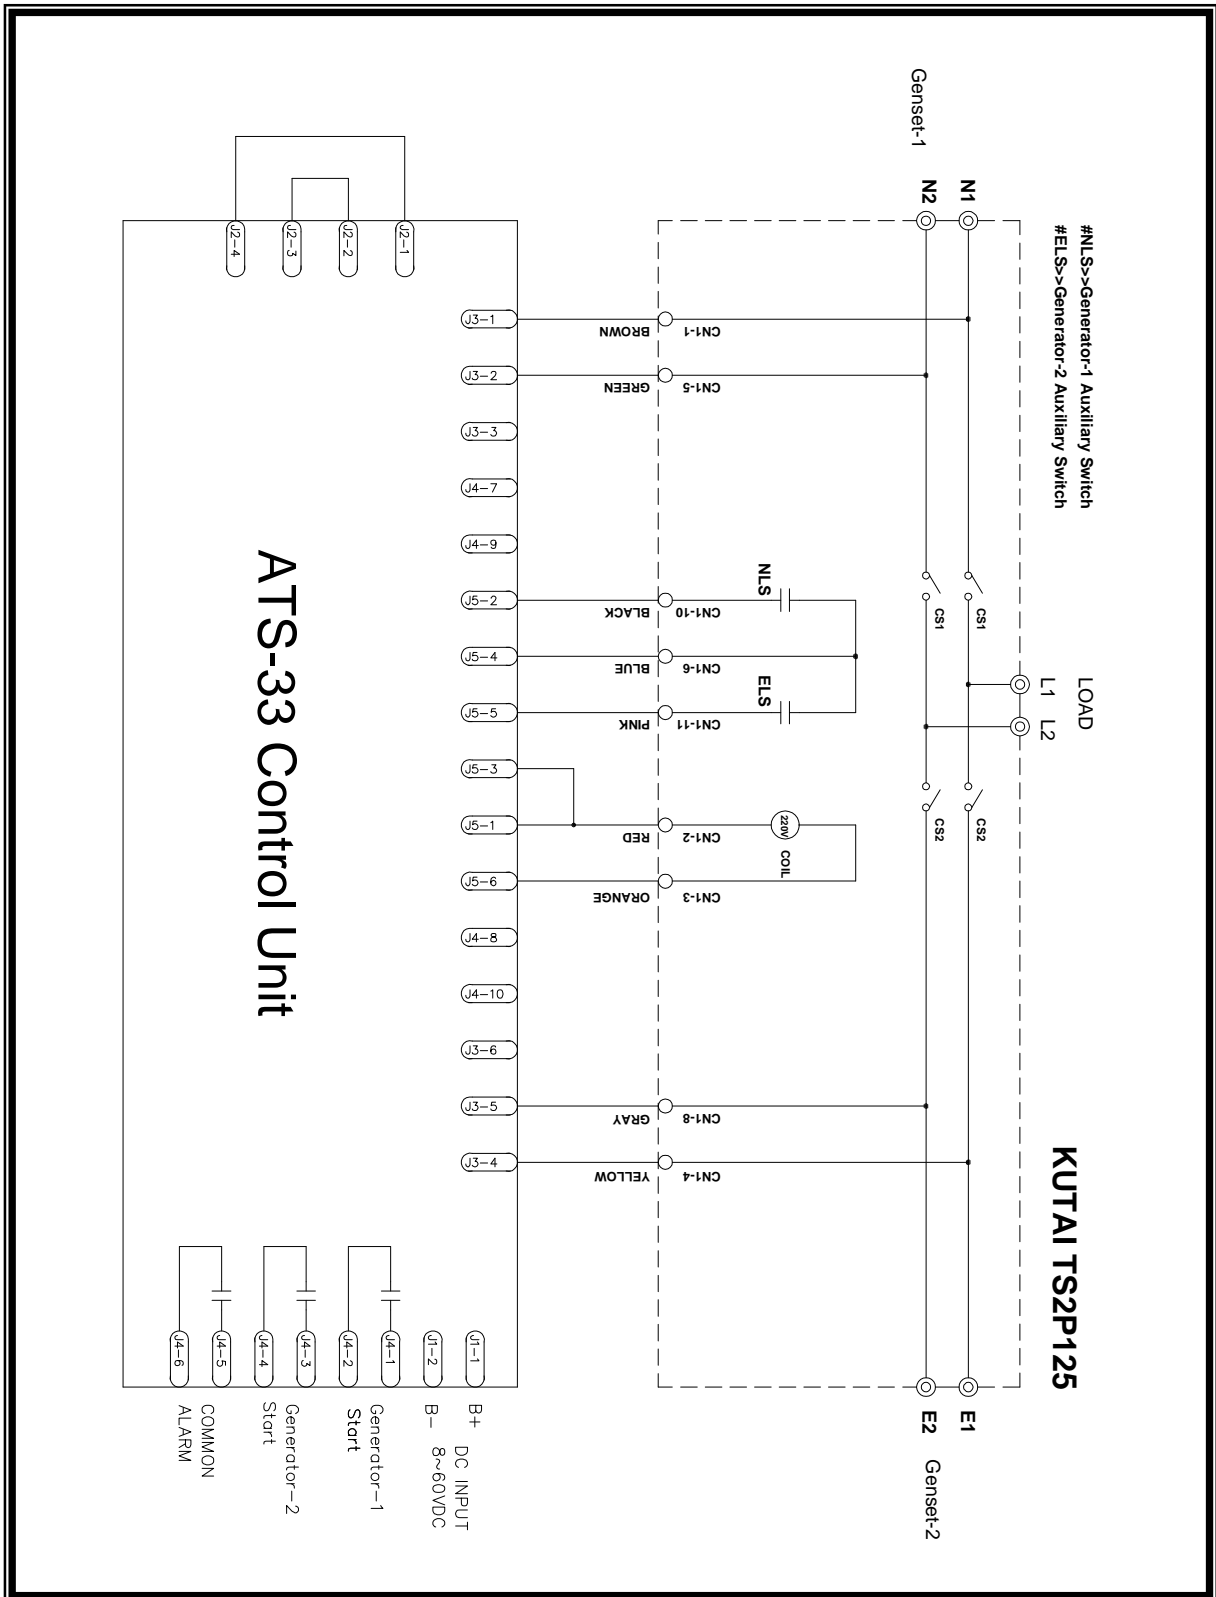 KUTAI TS2P125
#NLS>>Generator-1 Auxiliary Switch
#ELS>>Generator-2 Auxiliary Switch
LOAD
L1
L2
Genset-1
N1
N2
CS1
CS1
CS2
CS2
E1
E2
Genset-2
NLS
ELS
220V
COIL
CN1-1
CN1-5
CN1-10
CN1-6
CN1-11
CN1-2
CN1-3
CN1-8
CN1-4
BROWN
GREEN
BLACK
BLUE
PINK
RED
ORANGE
GRAY
YELLOW
J3-1
J3-2
J3-3
J4-7
J4-9
J5-2
J5-4
J5-5
J5-3
J5-1
J5-6
J4-8
J4-10
J3-6
J3-5
J3-4
J2-1
J2-2
J2-3
J2-4
ATS-33 Control Unit
J1-1
J1-2
J4-1
J4-2
J4-3
J4-4
J4-5
J4-6
B+ DC INPUT
B- 8~60VDC
Generator-1
Start
Generator-2
Start
COMMON
ALARM